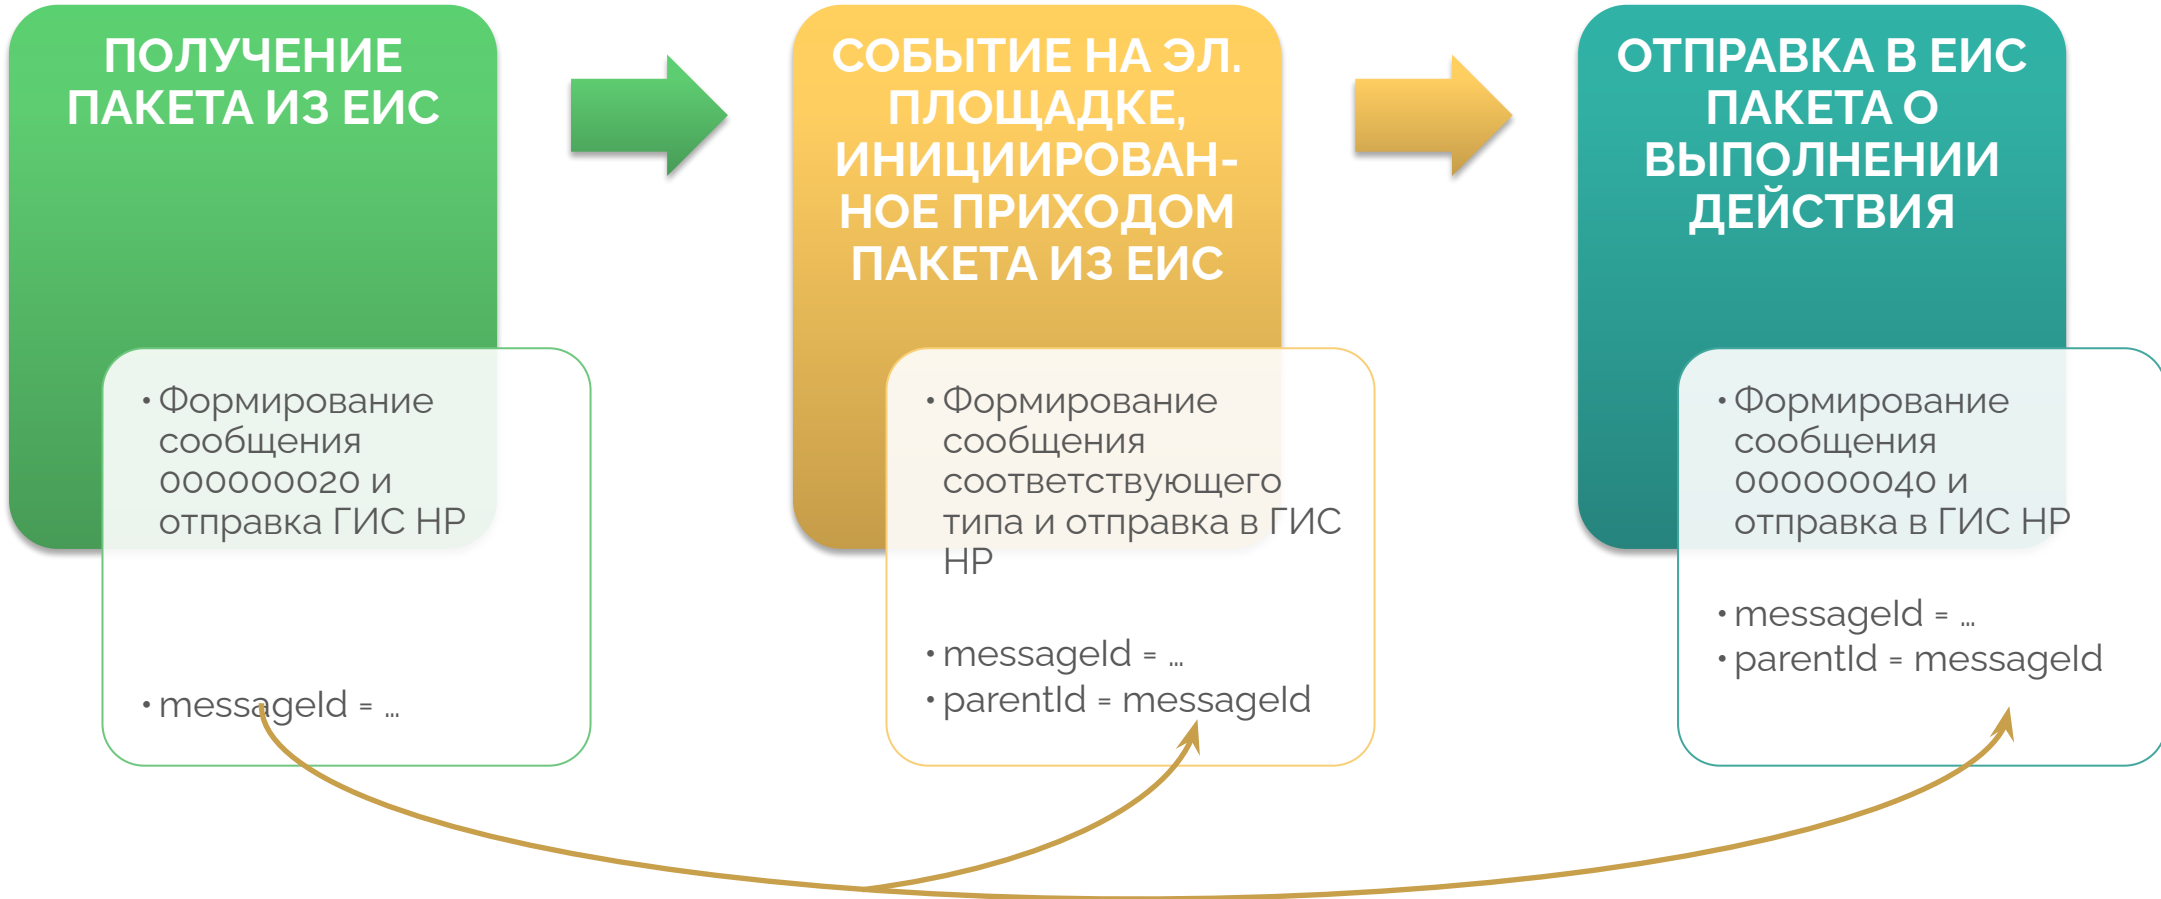 ПОЛУЧЕНИЕ
ПАКЕТА ИЗ ЕИС
• Формирование
сообщения
000000020 и
отправка ГИС НР
• messageId = ...
СОБЫТИЕ НА ЭЛ.
ПЛОЩАДКЕ,
ИНИЦИИРОВАН-
НОЕ ПРИХОДОМ
ПАКЕТА ИЗ ЕИС
• Формирование
сообщения
соответствующего
типа и отправка в ГИС
НР
• messageId = ...
• parentId = messageId
ОТПРАВКА В ЕИС
ПАКЕТА О
ВЫПОЛНЕНИИ
ДЕЙСТВИЯ
• Формирование
сообщения
000000040 и
отправка в ГИС НР
• messageId = ...
• parentId = messageId